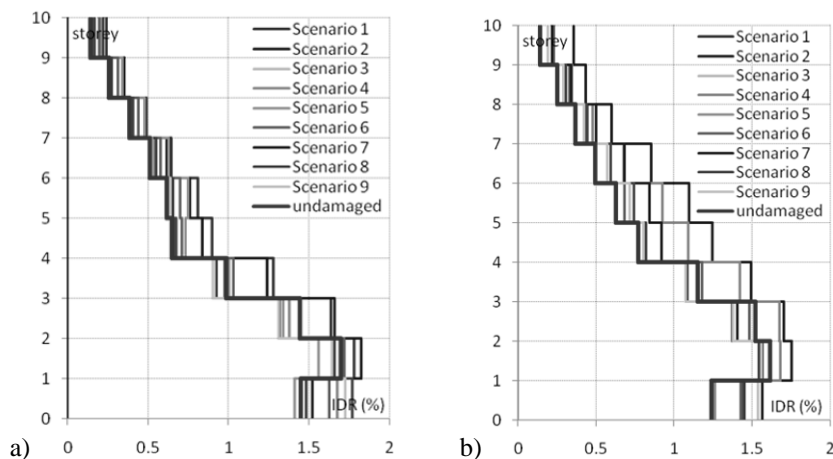 10
9
8
7
6
5
4
3
2
1
0
storey
Scenario 1
Scenario 2
Scenario 3
Scenario 4
Scenario 5
Scenario 6
Scenario 7
Scenario 8
Scenario 9
undamaged
IDR (%)
0 0.5 1 1.5 2
a)
10
9
8
7
6
5
4
3
2
1
0
storey
Scenario 1
Scenario 2
Scenario 3
Scenario 4
Scenario 5
Scenario 6
Scenario 7
Scenario 8
Scenario 9
undamaged
IDR (%)
0 0.5 1 1.5 2
b)